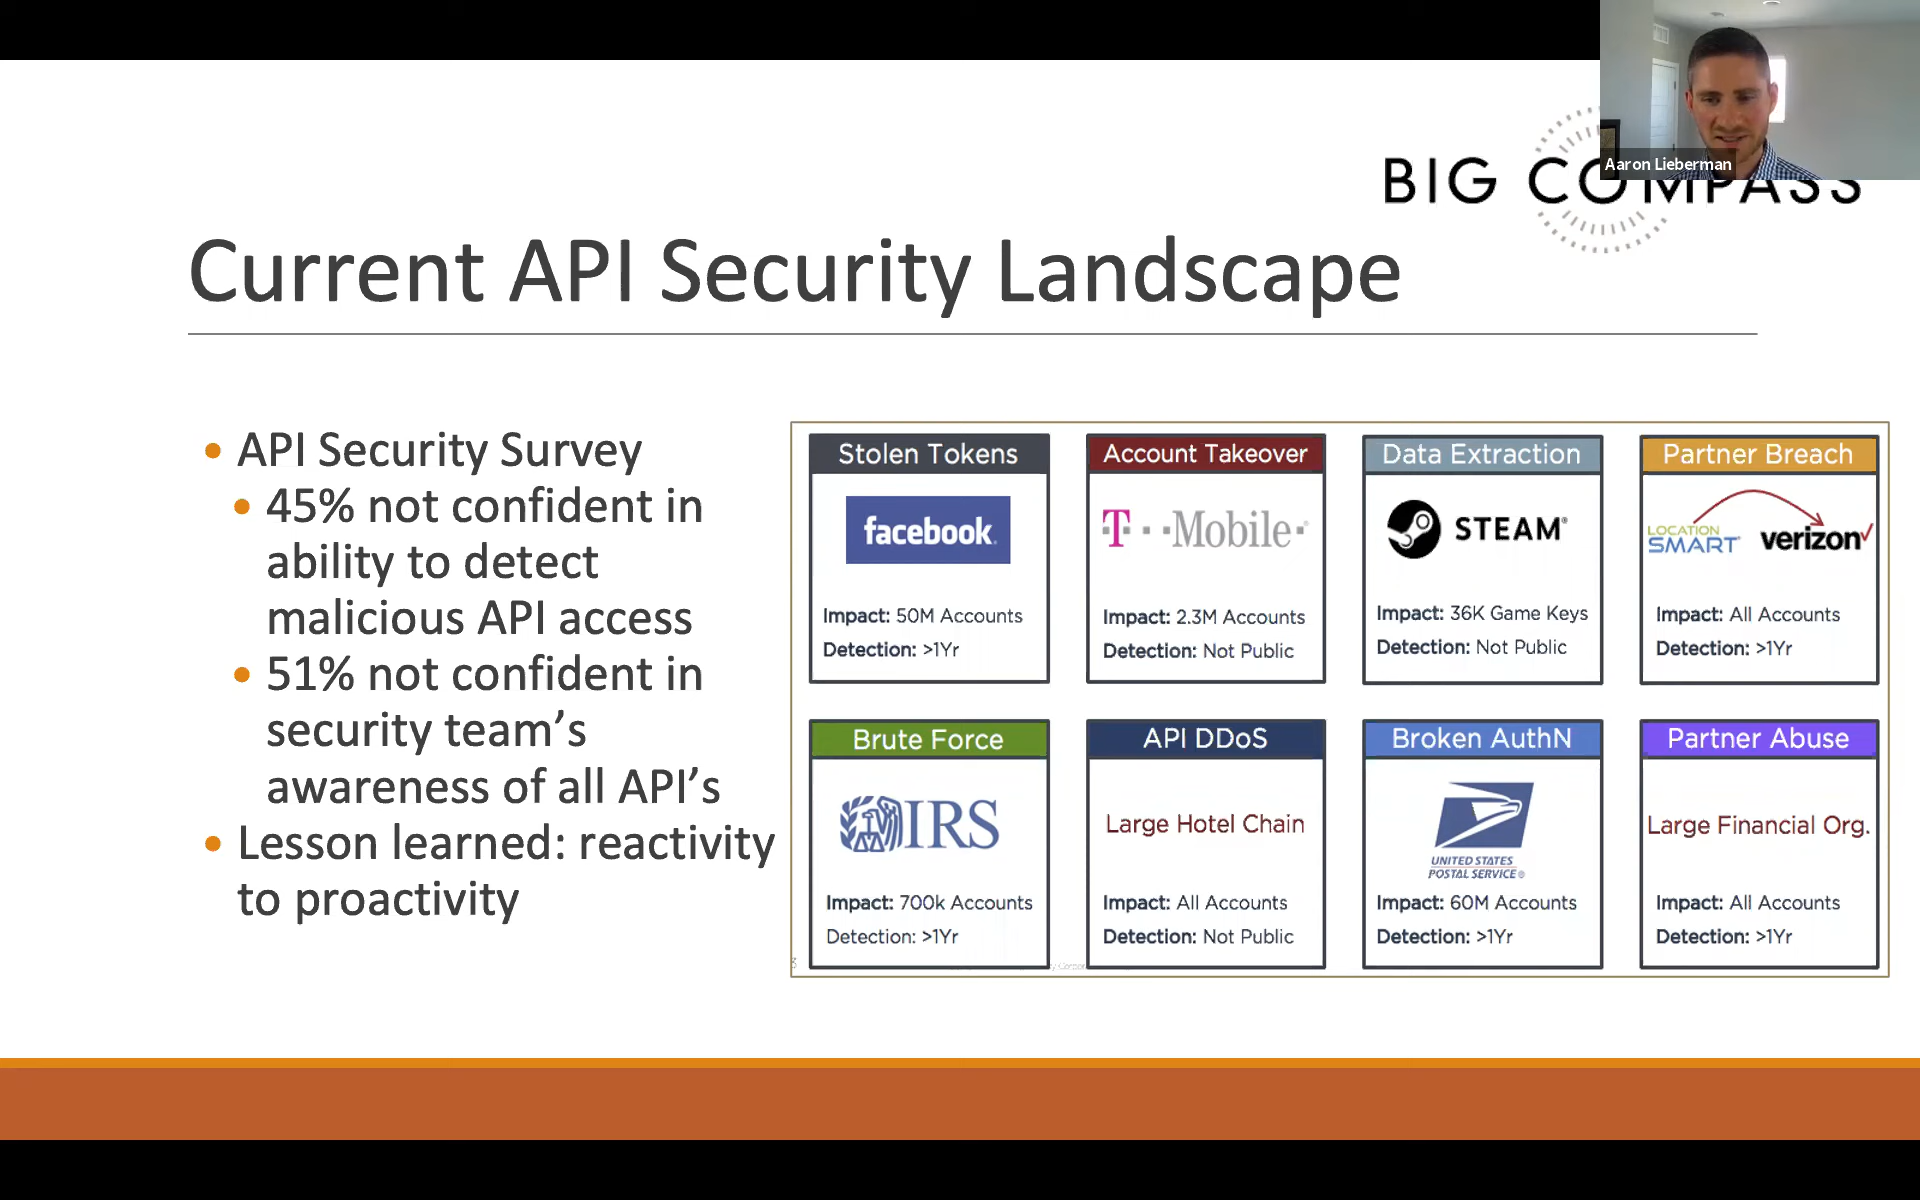 Aaron Lieberman
BIG COMPASS
Current API Security Landscape
• API Security Survey
• 45% not confident in
ability to detect
malicious API access
• 51% not confident in
security team's
awareness of all API's
• Lesson learned: reactivity
to proactivity
Stolen Tokens
facebook.
Impact: 50M Accounts
Detection: >1Yr
Account Takeover
T··Mobile·
Impact: 2.3M Accounts
Detection: Not Public
Data Extraction
STEAM®
Impact: 36K Game Keys
Detection: Not Public
Partner Breach
LOCATION
SMART
verizon✓
Impact: All Accounts
Detection: >1Yr
Brute Force
IRS
Impact: 700k Accounts
Detection: >1Yr
API DDoS
Large Hotel Chain
Impact: All Accounts
Detection: Not Public
Broken AuthN
UNITED STATES
POSTAL SERVICE®
Impact: 60M Accounts
Detection: >1Yr
Partner Abuse
Large Financial Org.
Impact: All Accounts
Detection: >1Yr